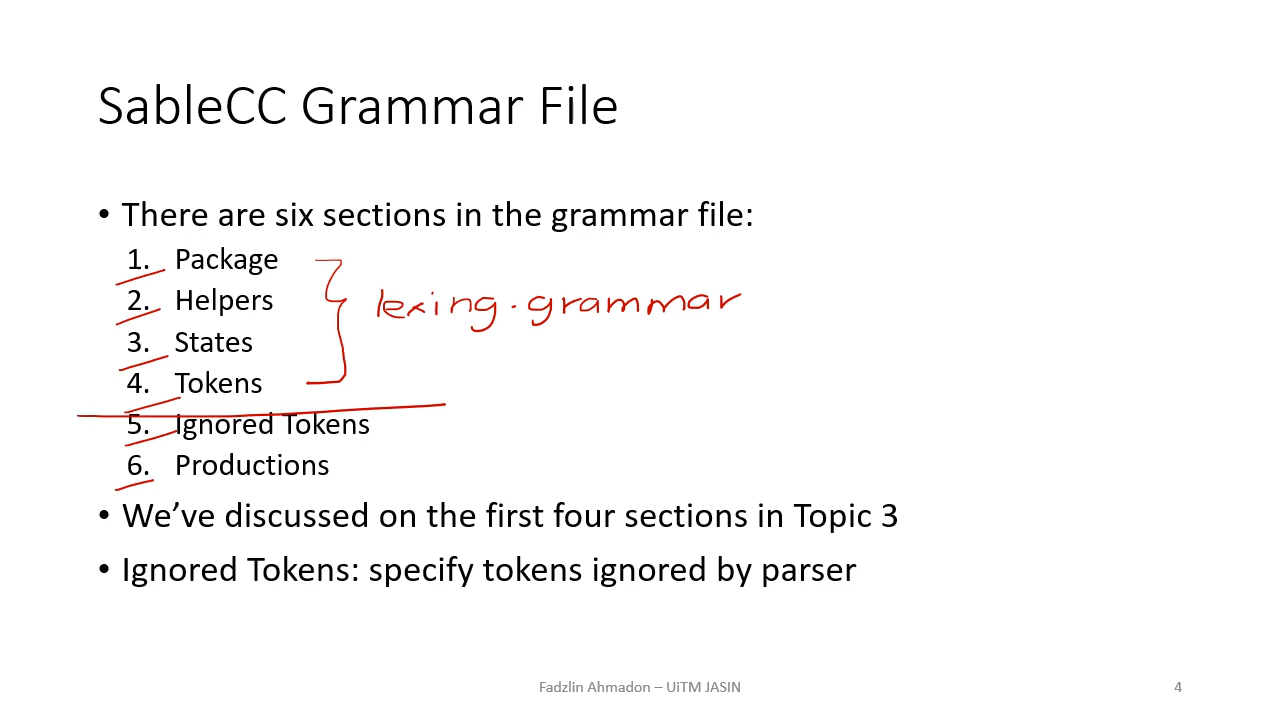 SableCC Grammar File
• There are six sections in the grammar file:
1. Package
2. Helpers
lexing.grammar
3. States
4. Tokens
5. Ignored Tokens
6. Productions
• We’ve discussed on the first four sections in Topic 3
• Ignored Tokens: specify tokens ignored by parser
Fadzlin Ahmadon – UiTM JASIN
4